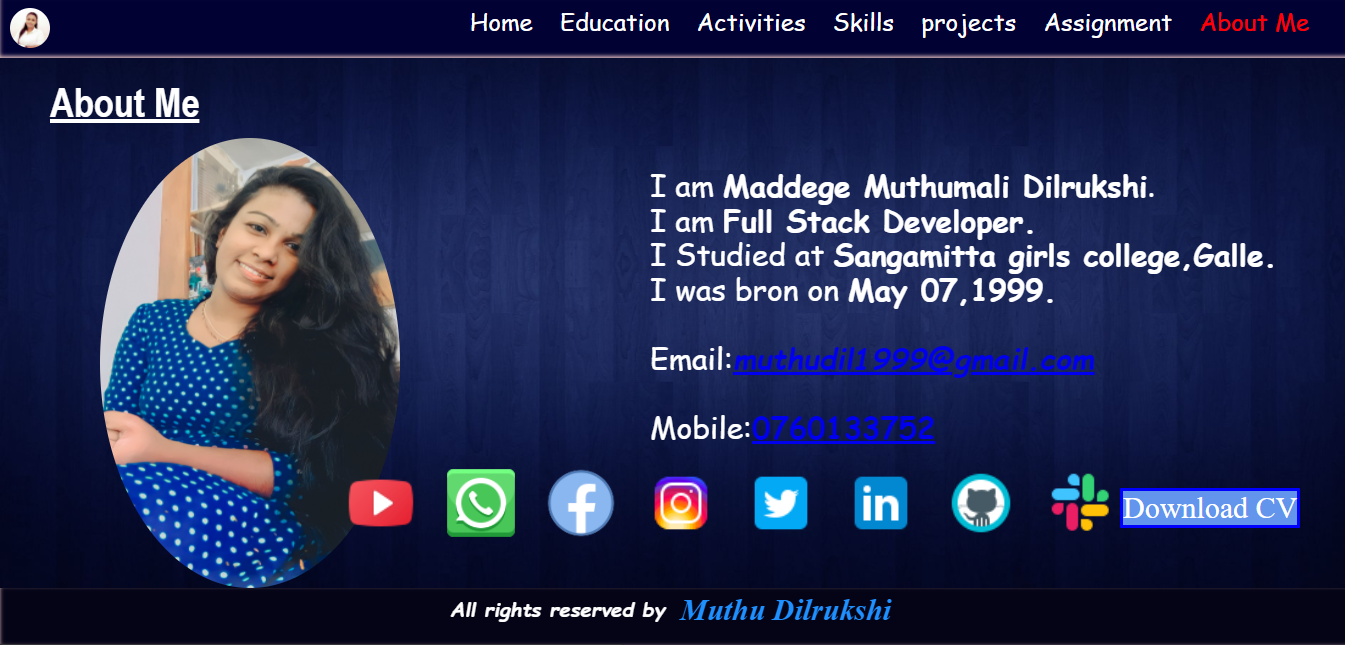 Home Education Activities Skills projects Assignment About Me
About Me
I am Maddege Muthumali Dilrukshi.
I am Full Stack Developer.
I Studied at Sangamitta girls college,Galle.
I was bron on May 07,1999.
Email:muthudil1999@gmail.com
Mobile:0760133752
in
Download CV
All rights reserved by Muthu Dilrukshi